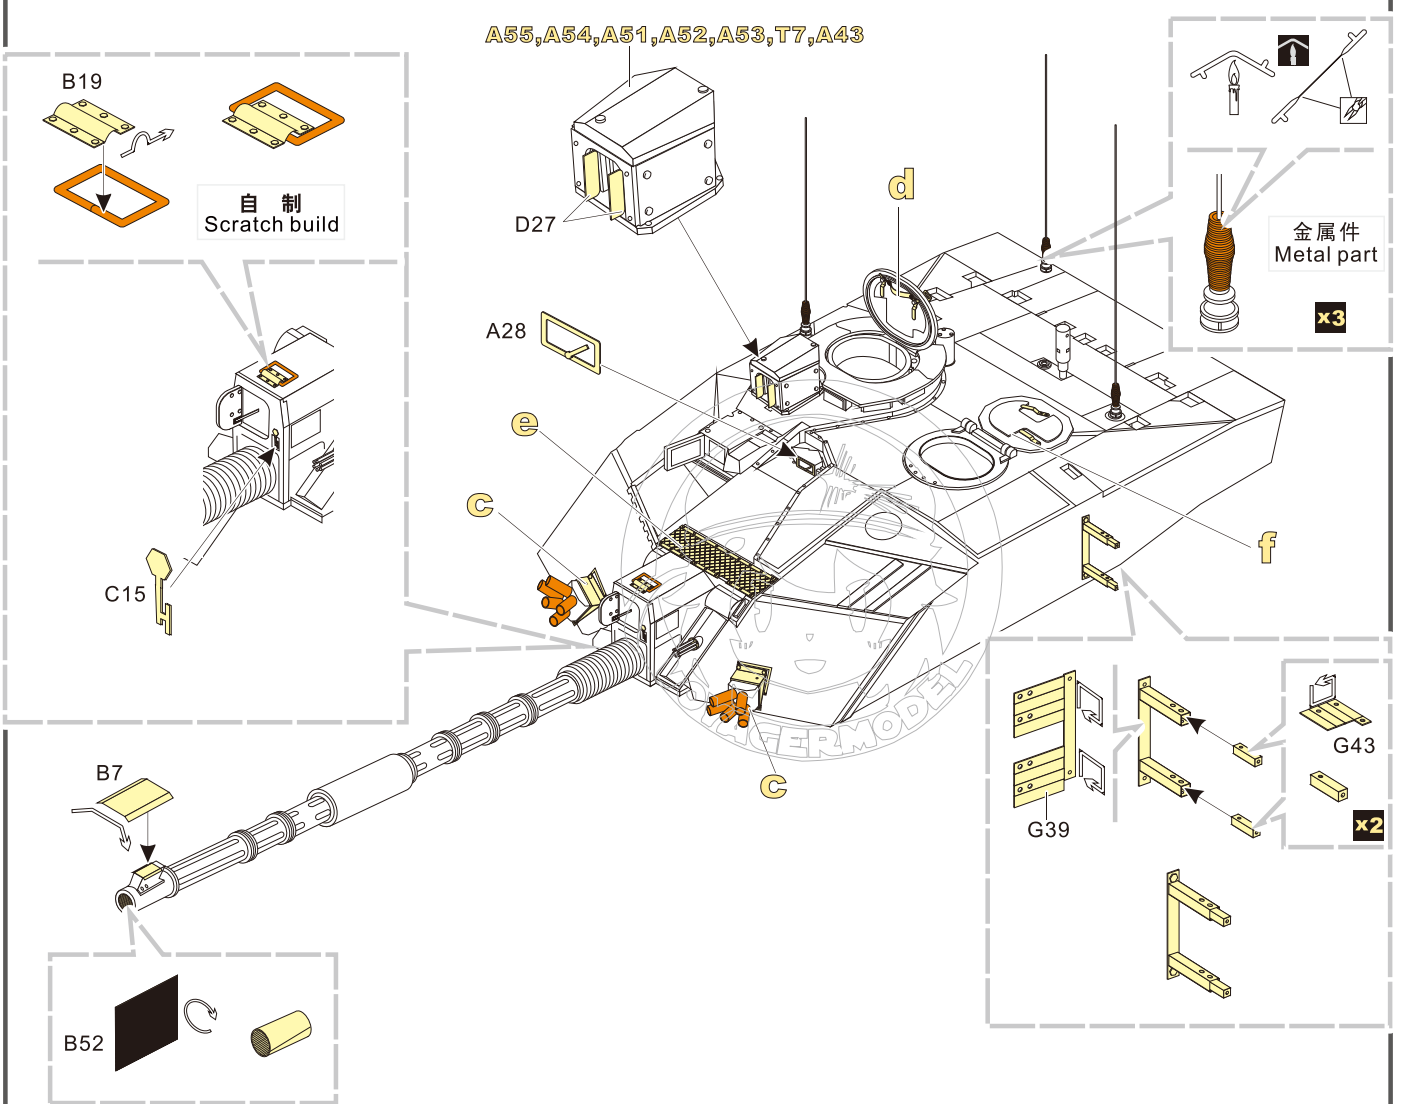 A55,A54,A51,A52,A53,T7,A43
B19
自 制
Scratch build
D27
d
金属件
Metal part
x3
A28
e
c
f
C15
G43
x2
G39
B7
c
B52